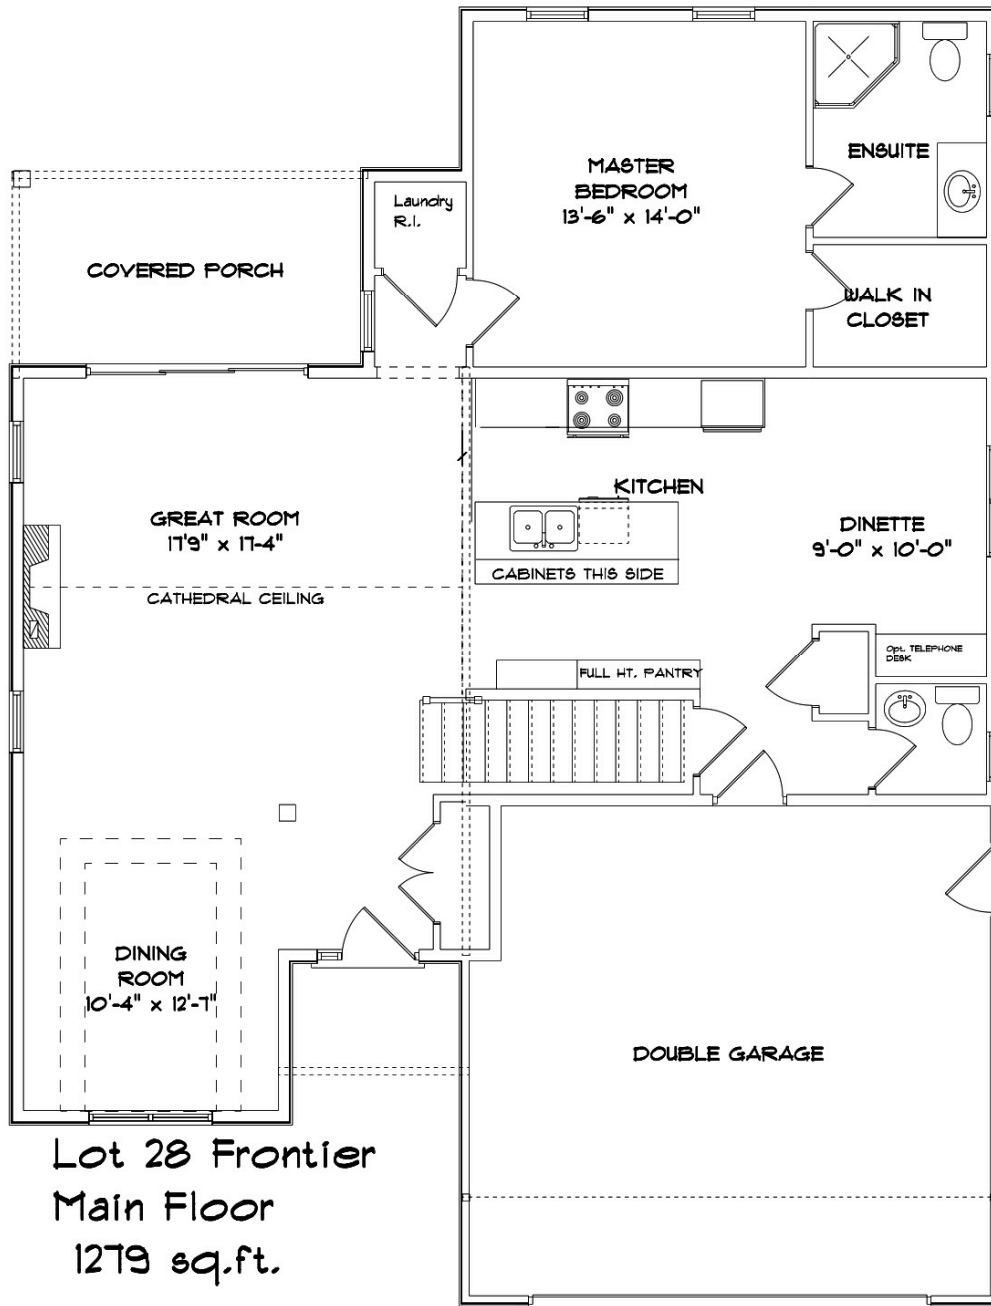 MASTER
BEDROOM
13'-6" x 14'-0"
ENSUITE
Laundry
R.I.
COVERED PORCH
WALK IN
CLOSET
KITCHEN
GREAT ROOM
17'9" x 17-4"
DINETTE
9'-0" x 10'-0"
CABINETS THIS SIDE
CATHEDRAL CEILING
Opt. TELEPHONE
DESK
FULL HT. PANTRY
DINING
ROOM
10'-4" x 12'-7"
DOUBLE GARAGE
Lot 28 Frontier
Main Floor
1279 sq.ft.